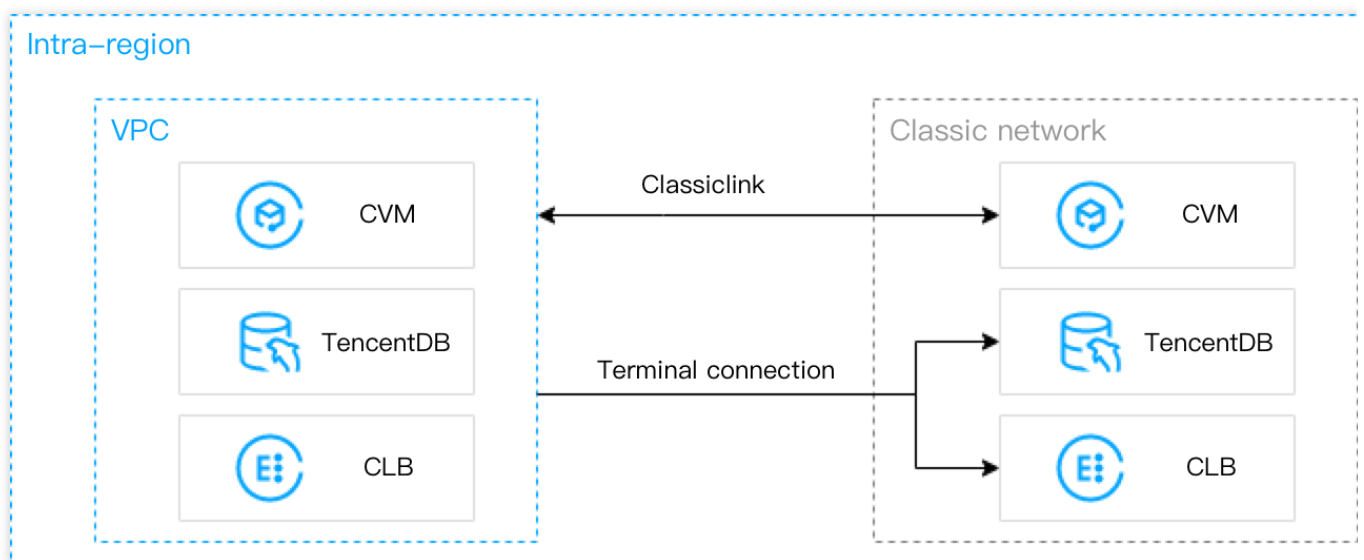 Intra–region
VPC
Classic network
Classiclink
CVM
CVM
TencentDB
TencentDB
Terminal connection
CLB
CLB